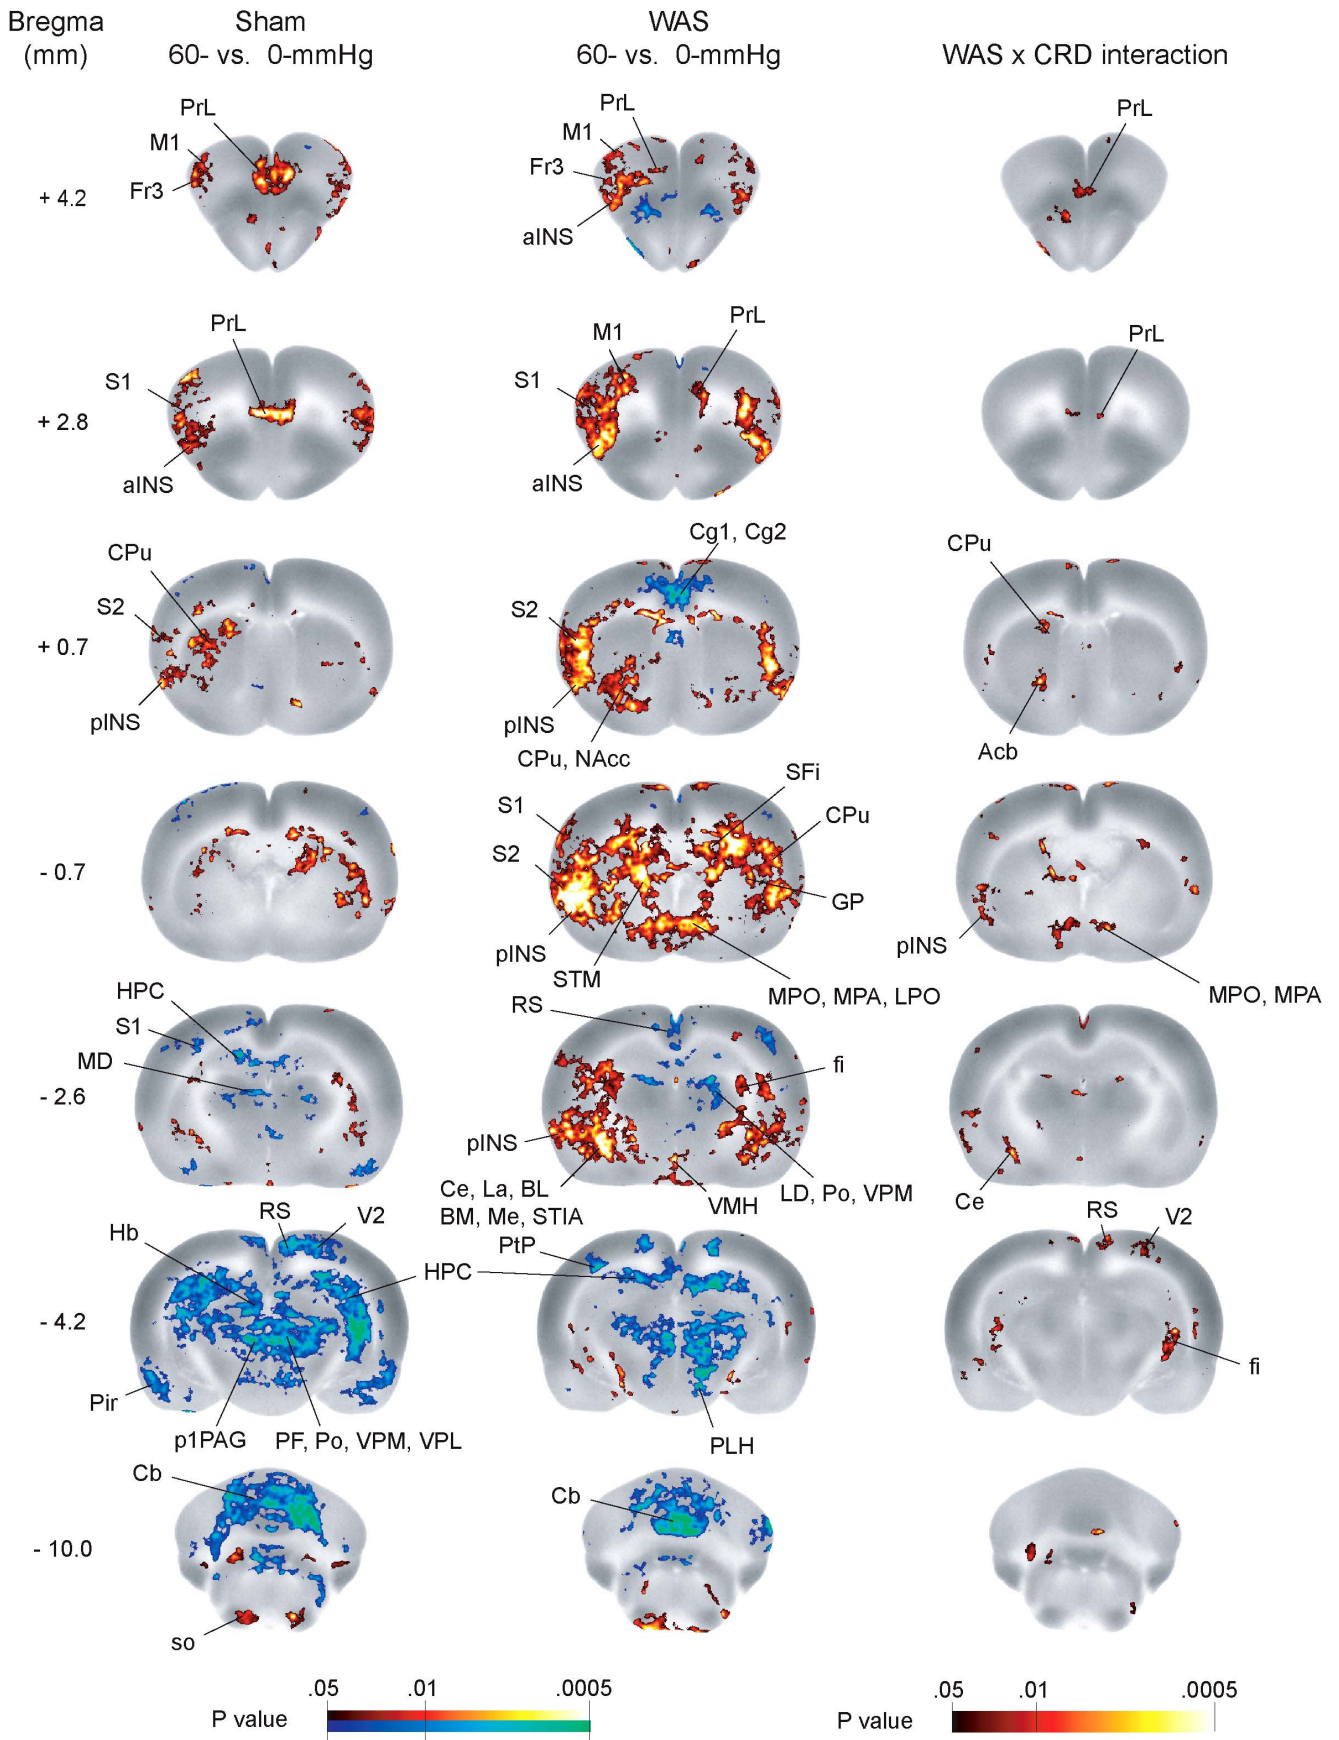 Bregma
(mm)
Sham
60- vs. 0-mmHg
WAS
60- vs. 0-mmHg
WAS x CRD interaction
+ 4.2
PrL
M1
Fr3
PrL
M1
Fr3
aINS
PrL
+ 2.8
PrL
S1
aINS
M1
PrL
S1
aINS
PrL
+ 0.7
CPu
S2
pINS
Cg1, Cg2
S2
pINS
CPu, NAcc
CPu
Acb
- 0.7
S1
S2
pINS
STM
SFi
CPu
GP
MPO, MPA, LPO
pINS
MPO, MPA
- 2.6
HPC
S1
MD
RS
fi
pINS
Ce, La, BL
BM, Me, STIA
VMH
LD, Po, VPM
Ce
- 4.2
Hb
RS
V2
HPC
Pir
p1PAG
PF, Po, VPM, VPL
PtP
PLH
RS
V2
fi
- 10.0
Cb
so
Cb
P value
.05
.01
.0005
P value
.05
.01
.0005